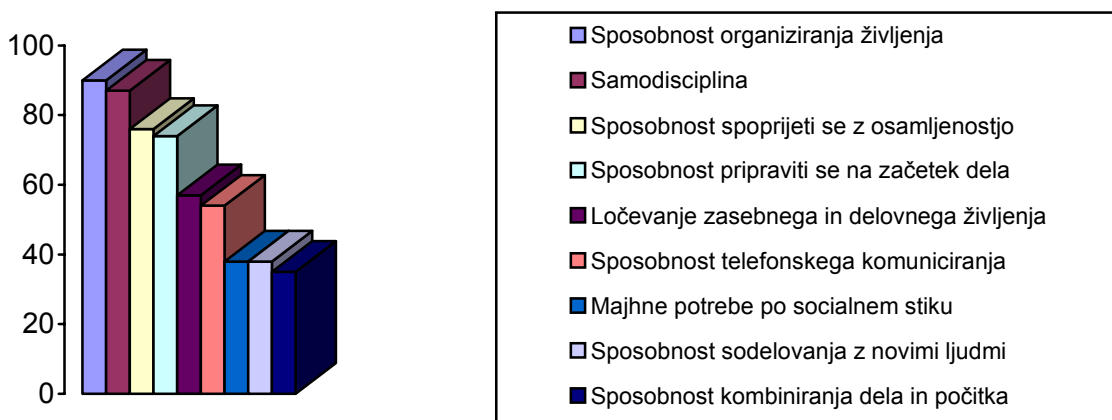 100
80
60
40
20
0
Sposobnost organiziranja življenja
Samodisciplina
Sposobnost spoprijeti se z osamljenostjo
Sposobnost pripraviti se na začetek dela
Ločevanje zasebnega in delovnega življenja
Sposobnost telefonskega komuniciranja
Majhne potrebe po socialnem stiku
Sposobnost sodelovanja z novimi ljudmi
Sposobnost kombiniranja dela in počitka